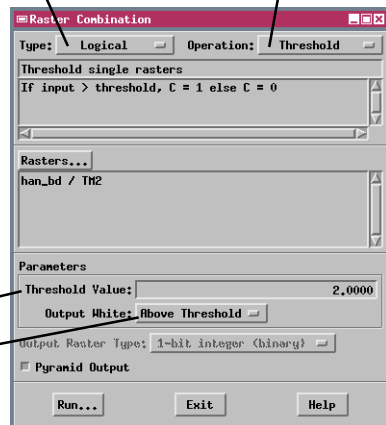 Raster Combination
Type: Logical Operation: Threshold
Threshold single rasters
If input > threshold, C = 1 else C = 0
Rasters...
han_bd / TM2
Parameters
Threshold Value: 2.0000
Output White: Above Threshold
Output Raster Type: 1-bit integer (binary)
Pyramid Output
Run... Exit Help